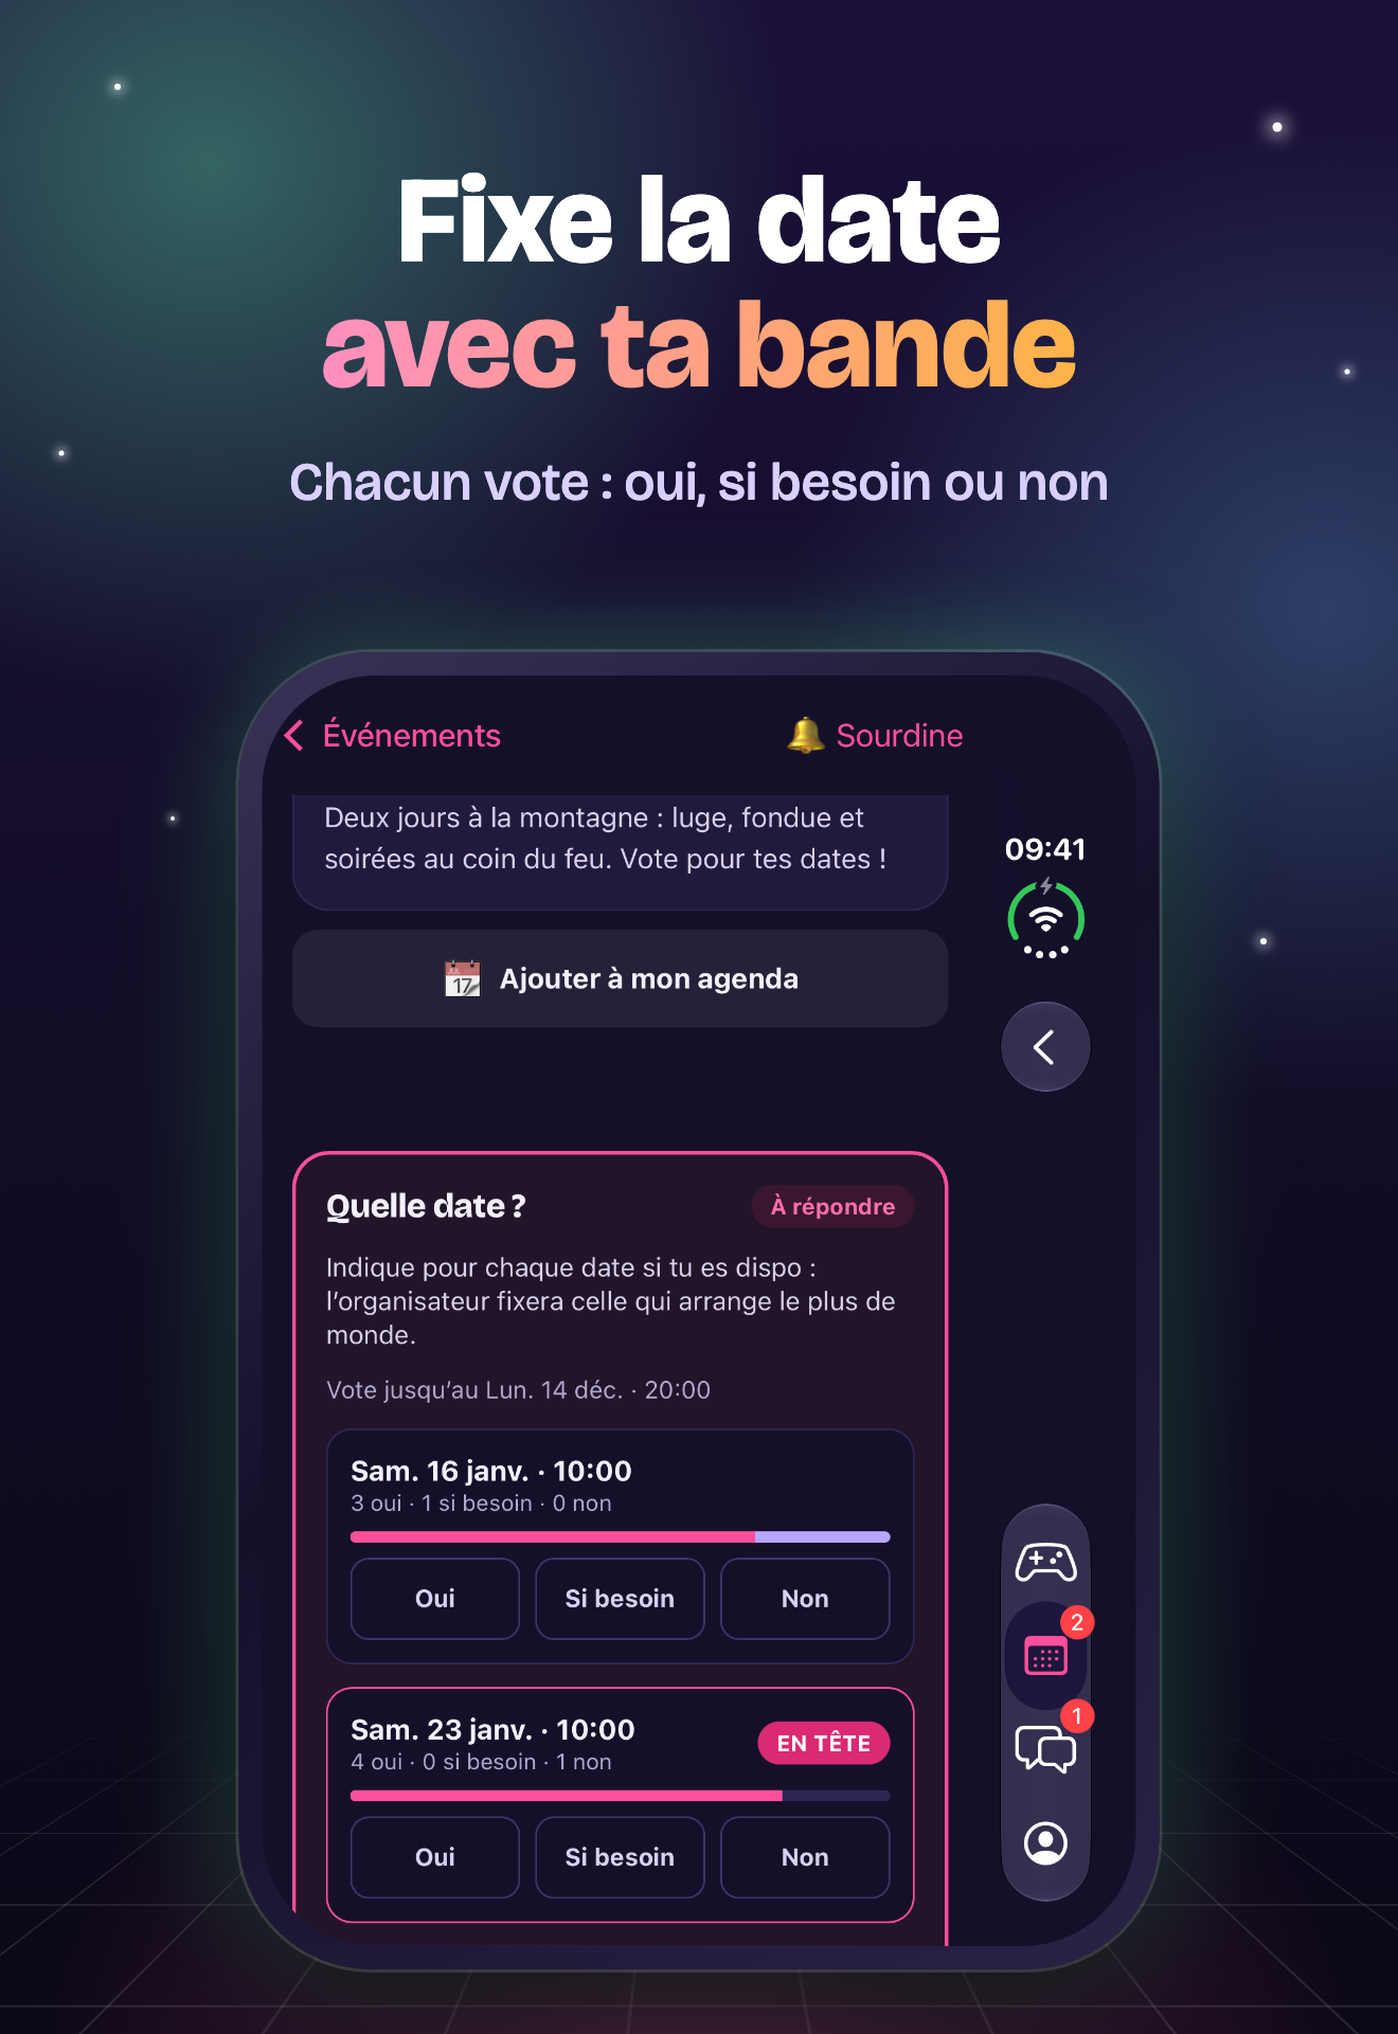 Fixe la date
avec ta bande
Chacun vote : oui, si besoin ou non
Événements
Sourdine
Deux jours à la montagne : luge, fondue et
soirées au coin du feu. Vote pour tes dates !
09:41
JUL
17
Ajouter à mon agenda
Quelle date ?
À répondre
Indique pour chaque date si tu es dispo :
l’organisateur fixera celle qui arrange le plus de
monde.
Vote jusqu’au Lun. 14 déc. · 20:00
Sam. 16 janv. · 10:00
3 oui · 1 si besoin · 0 non
Oui
Si besoin
Non
2
1
Sam. 23 janv. · 10:00
EN TÊTE
4 oui · 0 si besoin · 1 non
Oui
Si besoin
Non